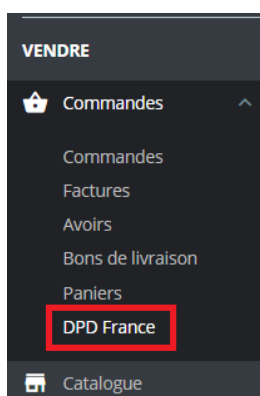 VENDRE
Commandes
Commandes
Factures
Avoirs
Bons de livraison
Paniers
DPD France
Catalogue